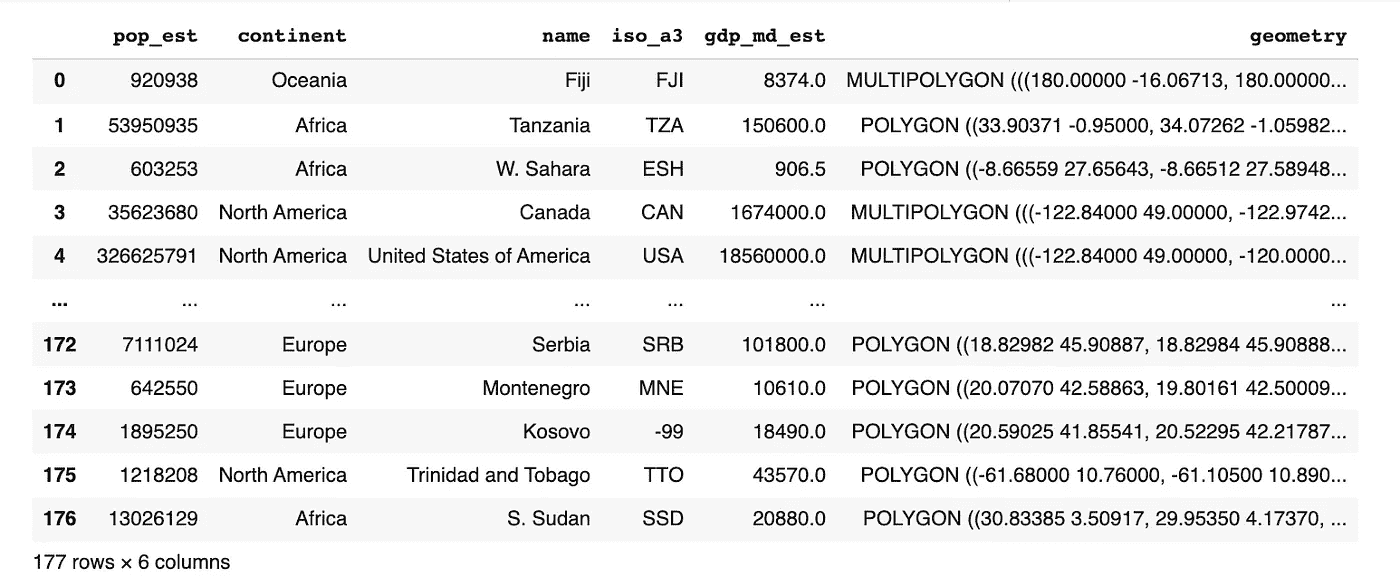 pop_est continent name iso_a3 gdp_md_est geometry
0 920938 Oceania Fiji FJI 8374.0 MULTIPOLYGON (((180.00000 -16.06713, 180.00000...
1 53950935 Africa Tanzania TZA 150600.0 POLYGON ((33.90371 -0.95000, 34.07262 -1.05982...
2 603253 Africa W. Sahara ESH 906.5 POLYGON ((-8.66559 27.65643, -8.66512 27.58948...
3 35623680 North America Canada CAN 1674000.0 MULTIPOLYGON (((-122.84000 49.00000, -122.9742...
4 326625791 North America United States of America USA 18560000.0 MULTIPOLYGON (((-122.84000 49.00000, -120.0000...
... ... ... ... ... ... ...
172 7111024 Europe Serbia SRB 101800.0 POLYGON ((18.82982 45.90887, 18.82984 45.90888...
173 642550 Europe Montenegro MNE 10610.0 POLYGON ((20.07070 42.58863, 19.80161 42.50009...
174 1895250 Europe Kosovo -99 18490.0 POLYGON ((20.59025 41.85541, 20.52295 42.21787...
175 1218208 North America Trinidad and Tobago TTO 43570.0 POLYGON ((-61.68000 10.76000, -61.10500 10.890...
176 13026129 Africa S. Sudan SSD 20880.0 POLYGON ((30.83385 3.50917, 29.95350 4.17370, ...
177 rows × 6 columns